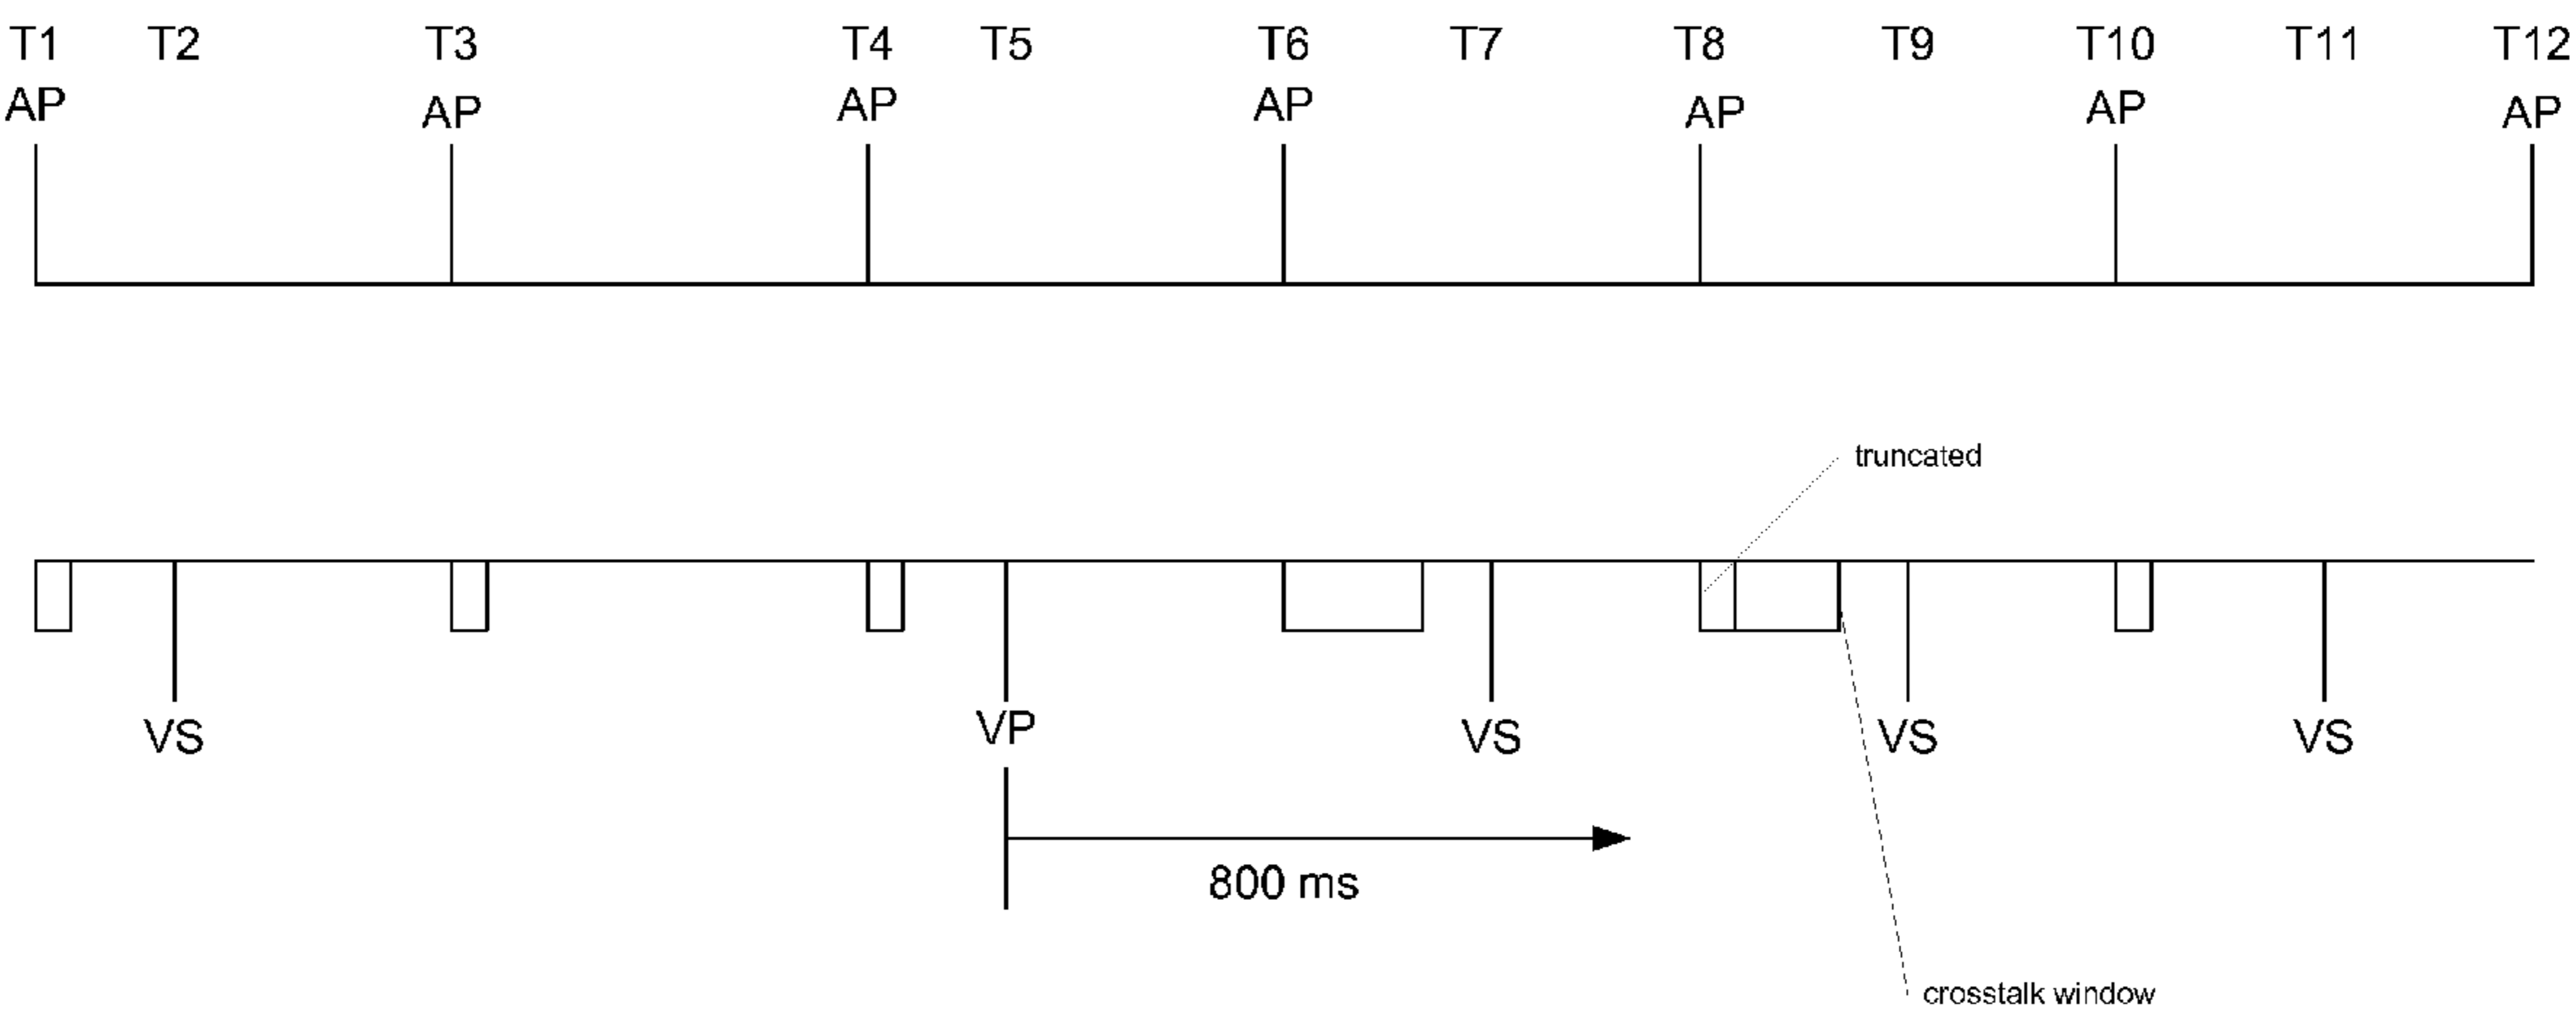 T1 T2 T3 T4 T5 T6 T7 T8 T9 T10 T11 T12
AP AP AP AP AP AP AP
truncated
VS VP VS VS VS
800 ms
crosstalk window